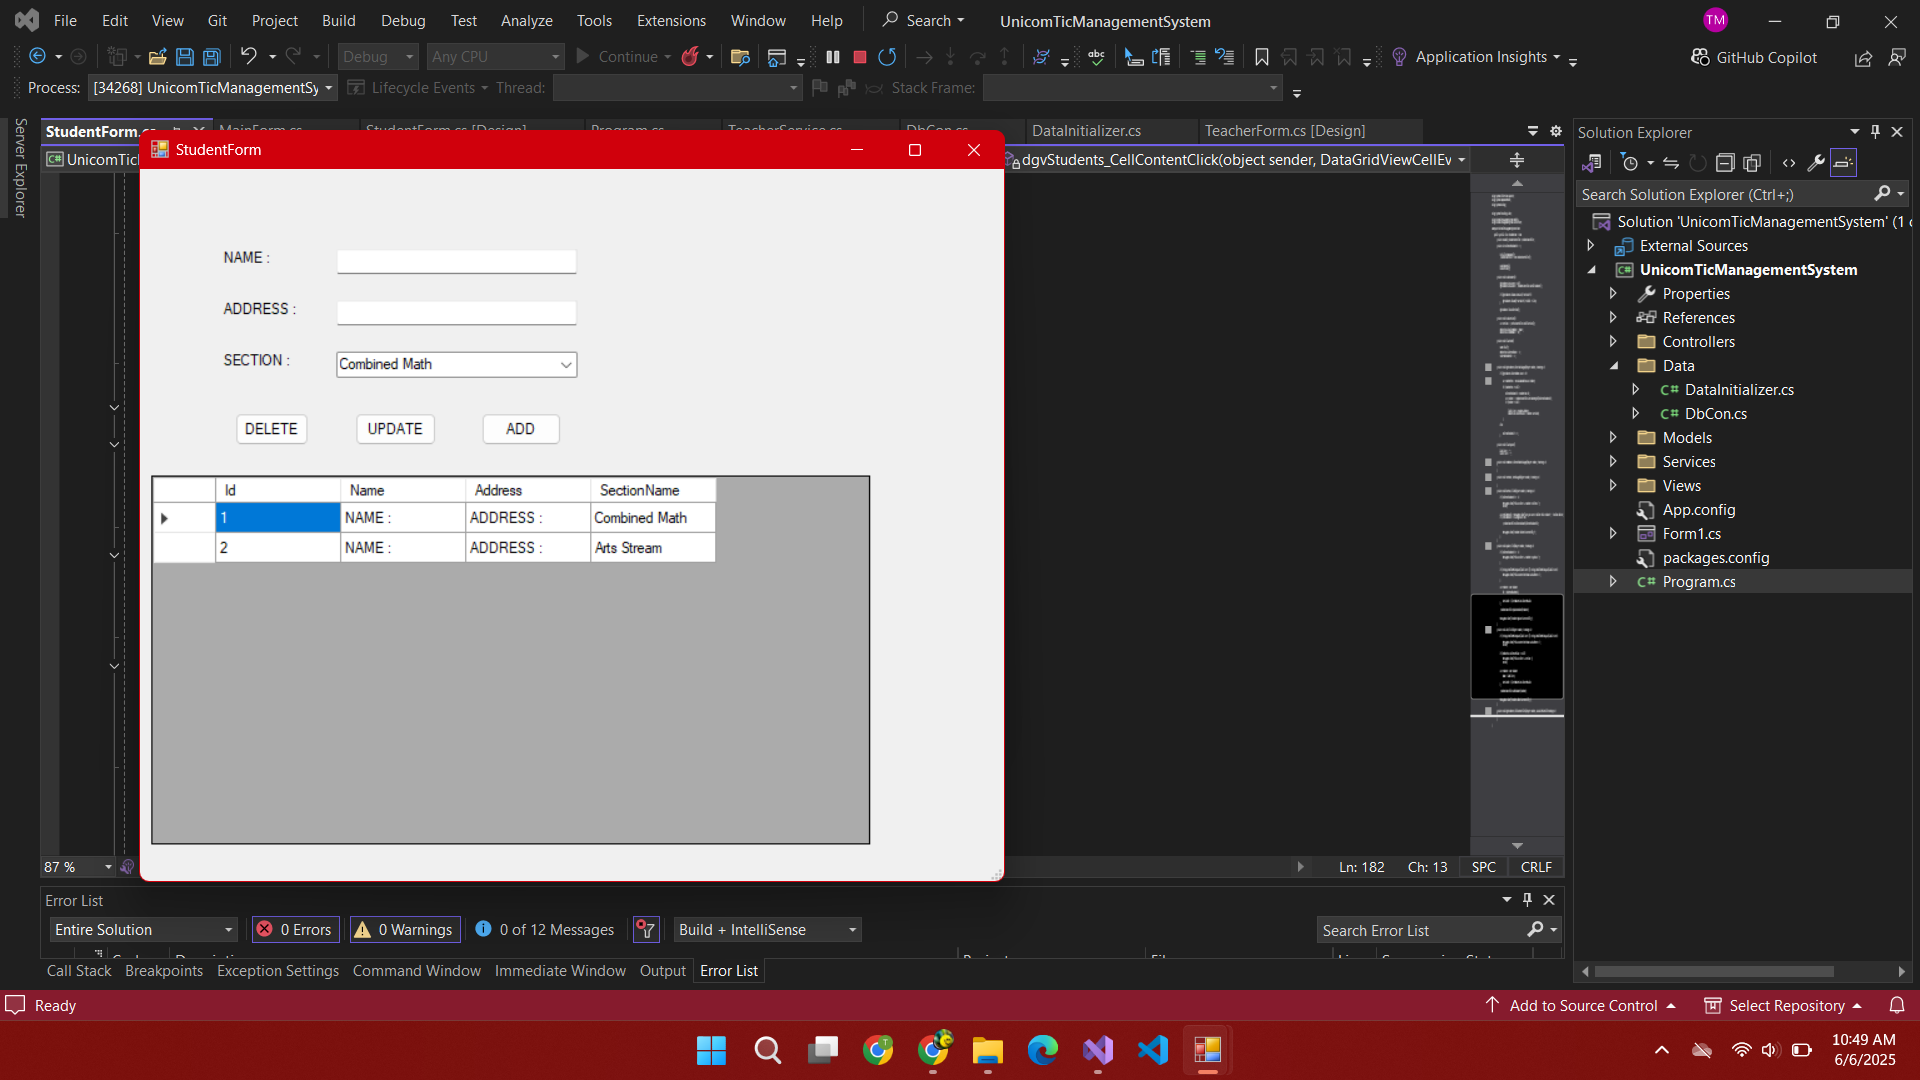 File Edit View Git Project Build Debug Test Analyze Tools Extensions Window Help Search UnicomTicManagementSystem TM
Debug Any CPU Continue Application Insights GitHub Copilot
Process: [34268] UnicomTicManagementSy Lifecycle Events Thread: Stack Frame:
Server Explorer
StudentForm.cs MainForm.cs StudentForm.cs [Design] Program.cs TeacherService.cs DbCon.cs DataInitializer.cs TeacherForm.cs [Design]
UnicomTicM dgvStudents_CellContentClick(object sender, DataGridViewCellEv
StudentForm
NAME :
ADDRESS :
SECTION : Combined Math
DELETE UPDATE ADD
Id Name Address SectionName
1 NAME : ADDRESS : Combined Math
2 NAME : ADDRESS : Arts Stream
87 % Ln: 182 Ch: 13 SPC CRLF
Solution Explorer
Search Solution Explorer (Ctrl+;)
Solution 'UnicomTicManagementSystem' (1
External Sources
C# UnicomTicManagementSystem
Properties
References
Controllers
Data
C# DataInitializer.cs
C# DbCon.cs
Models
Services
Views
App.config
Form1.cs
packages.config
C# Program.cs
Error List
Entire Solution 0 Errors 0 Warnings 0 of 12 Messages Build + IntelliSense Search Error List
Call Stack Breakpoints Exception Settings Command Window Immediate Window Output Error List
Ready Add to Source Control Select Repository
10:49 AM
6/6/2025